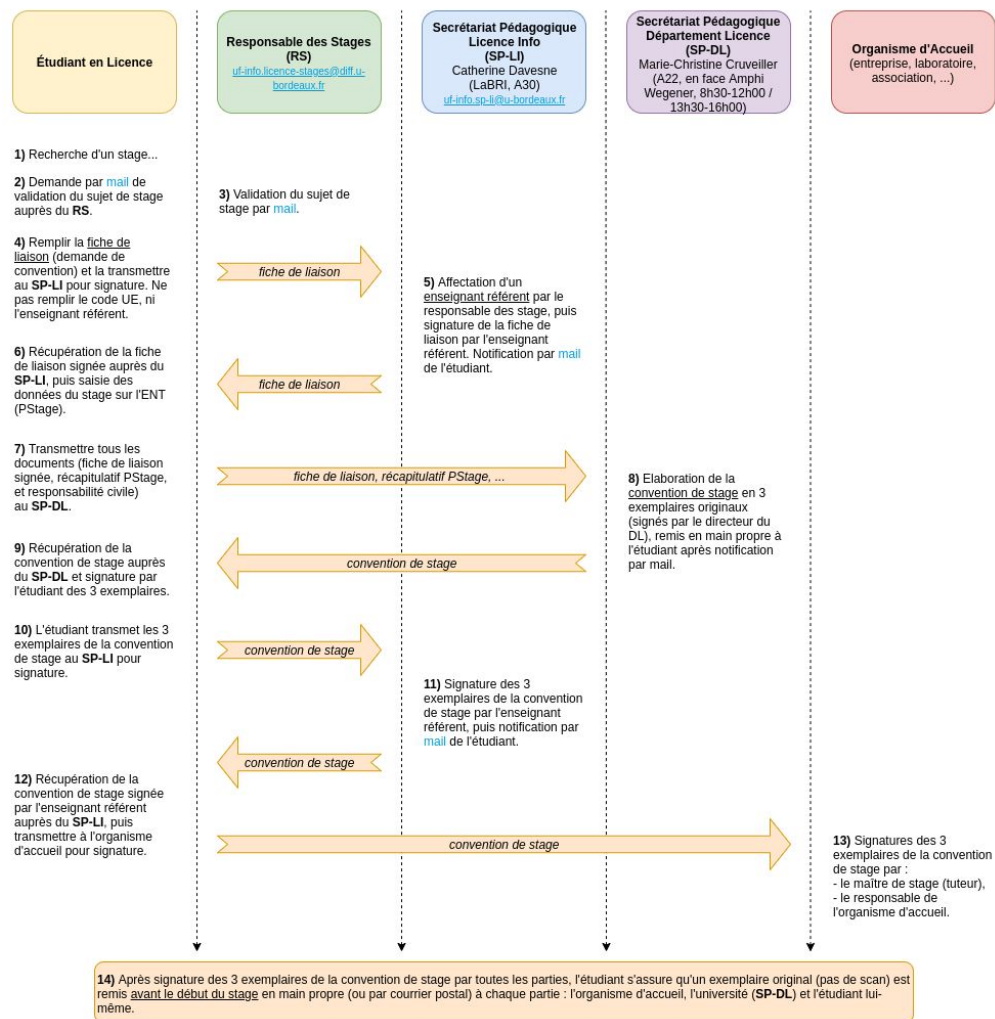 Étudiant en Licence
Responsable des Stages
(RS)
uf-info.licence-stages@diff.u-
bordeaux.fr
Secrétariat Pédagogique
Licence Info
(SP-LI)
Catherine Davesne
(LaBRI, A30)
uf-info.sp-li@u-bordeaux.fr
Secrétariat Pédagogique
Département Licence
(SP-DL)
Marie-Christine Cruveiller
(A22, en face Amphi
Wegener, 8h30-12h00 /
13h30-16h00)
Organisme d'Accueil
(entreprise, laboratoire,
association, ...)
1) Recherche d'un stage...
2) Demande par mail de
validation du sujet de stage
auprès du RS.
3) Validation du sujet de
stage par mail.
4) Remplir la fiche de
liaison (demande de
convention) et la transmettre
au SP-LI pour signature. Ne
pas remplir le code UE, ni
l'enseignant référent.
fiche de liaison
5) Affectation d'un
enseignant référent par le
responsable des stage, puis
signature de la fiche de
liaison par l'enseignant
référent. Notification par mail
de l'étudiant.
6) Récupération de la fiche
de liaison signée auprès du
SP-LI, puis saisie des
données du stage sur l'ENT
(PStage).
fiche de liaison
7) Transmettre tous les
documents (fiche de liaison
signée, récapitulatif PStage,
et responsabilité civile)
au SP-DL.
fiche de liaison, récapitulatif PStage, ...
8) Elaboration de la
convention de stage en 3
exemplaires originaux
(signés par le directeur du
DL), remis en main propre à
l'étudiant après notification
par mail.
9) Récupération de la
convention de stage auprès
du SP-DL et signature par
l'étudiant des 3 exemplaires.
convention de stage
10) L'étudiant transmet les 3
exemplaires de la convention
de stage au SP-LI pour
signature.
convention de stage
11) Signature des 3
exemplaires de la convention
de stage par l'enseignant
référent, puis notification par
mail de l'étudiant.
convention de stage
12) Récupération de la
convention de stage signée
par l'enseignant référent
auprès du SP-LI, puis
transmettre à l'organisme
d'accueil pour signature.
convention de stage
13) Signatures des 3
exemplaires de la convention
de stage par :
- le maître de stage (tuteur),
- le responsable de
l'organisme d'accueil.
14) Après signature des 3 exemplaires de la convention de stage par toutes les parties, l'étudiant s'assure qu'un exemplaire original (pas de scan) est
remis avant le début du stage en main propre (ou par courrier postal) à chaque partie : l'organisme d'accueil, l'université (SP-DL) et l'étudiant lui-
même.